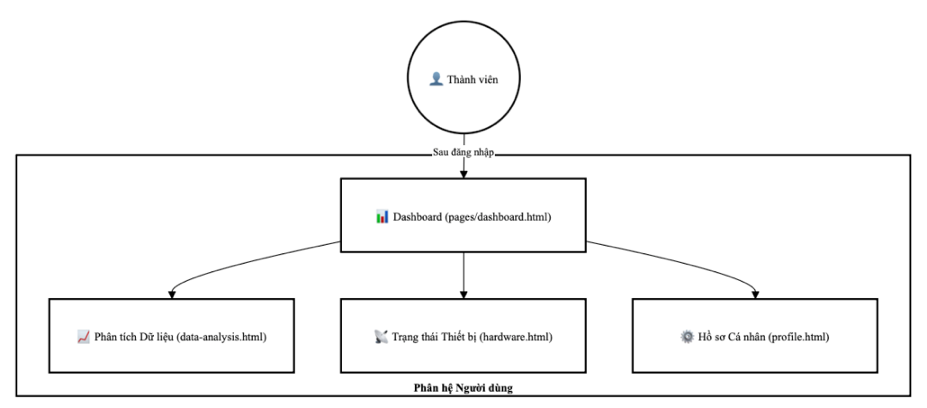 Thành viên
Sau đăng nhập
Dashboard (pages/dashboard.html)
Phân tích Dữ liệu (data-analysis.html)
Trạng thái Thiết bị (hardware.html)
Hồ sơ Cá nhân (profile.html)
Phân hệ Người dùng